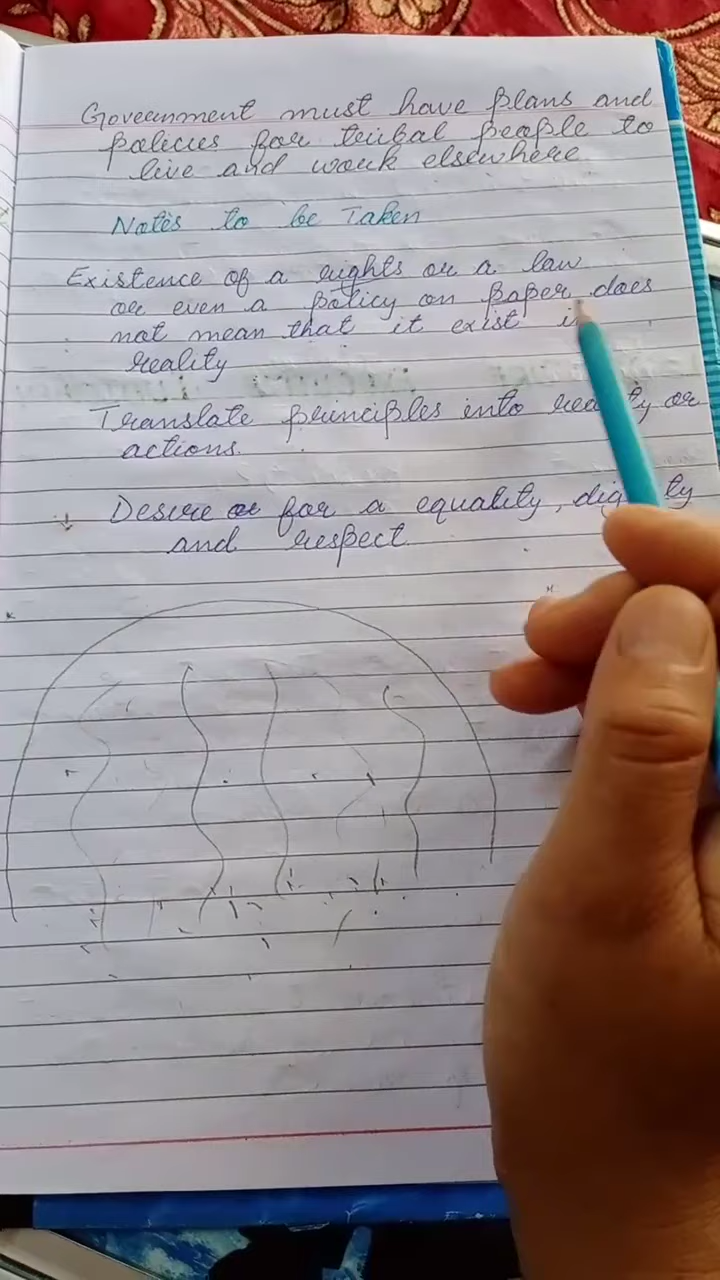 Government must have plans and
policies for tribal people to
live and work elsewhere
Notes to be Taken
Existence of a rights or a law
or even a policy on paper does
not mean that it exist
reality
Translate principles into reality or
actions.
Desire or for a equality, dignity
and respect